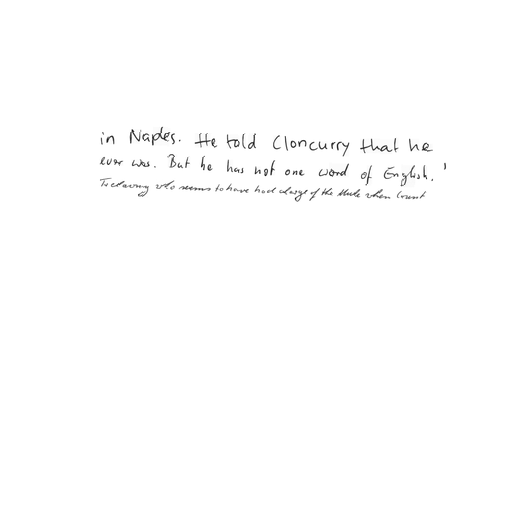 in Naples. He told Cloncurry that he
ever was. But he has not one word of English.'
who seems to have had charge of the Mule when Count